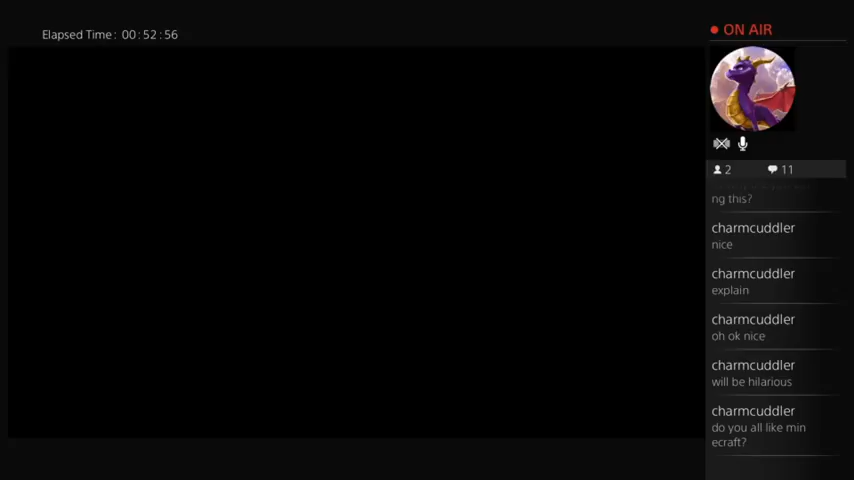 Elapsed Time: 00:52:56
ON AIR
2 11
ng this?
charmcuddler
nice
charmcuddler
explain
charmcuddler
oh ok nice
charmcuddler
will be hilarious
charmcuddler
do you all like min
ecraft?